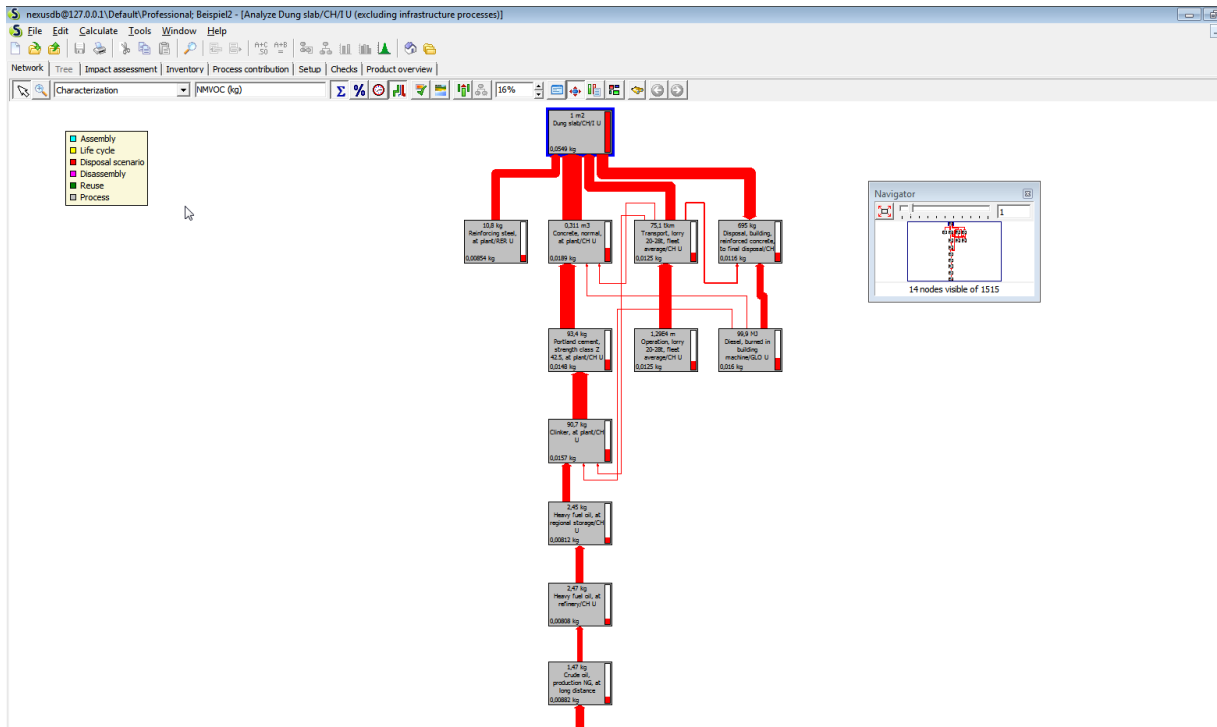 nexusdb@127.0.0.1\Default\Professional; Beispiel2 - [Analyze Dung slab/CH/I U (excluding infrastructure processes)]
File Edit Calculate Tools Window Help
Network Tree Impact assessment Inventory Process contribution Setup Checks Product overview
Characterization NMVOC (kg) Σ % 16%
Assembly
Life cycle
Disposal scenario
Disassembly
Reuse
Process
1 m2
Dung slab/CH/I U
0,0549 kg
Navigator
1
14 nodes visible of 1515
10,8 kg
Reinforcing steel,
at plant/RER U
0,00854 kg
0,311 m3
Concrete, normal,
at plant/CH U
0,0189 kg
75,1 tkm
Transport, lorry
20-28t, fleet
average/CH U
0,0125 kg
695 kg
Disposal, building,
reinforced concrete,
to final disposal/CH
0,0116 kg
93,4 kg
Portland cement,
strength class Z
42.5, at plant/CH U
0,0148 kg
1,29E4 m
Operation, lorry
20-28t, fleet
average/CH U
0,0125 kg
99,9 MJ
Diesel, burned in
building
machine/GLO U
0,016 kg
90,7 kg
Clinker, at plant/CH
U
0,0157 kg
2,45 kg
Heavy fuel oil, at
regional storage/CH
U
0,00812 kg
2,47 kg
Heavy fuel oil, at
refinery/CH U
0,00808 kg
1,47 kg
Crude oil,
production NG, at
long distance
0,00882 kg